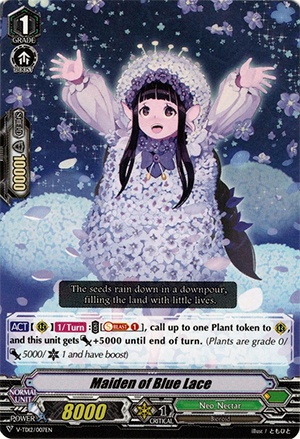 1
GRADE
BOOST
10000
The seeds rain down in a downpour,
filling the land with little lives.
ACT 1/Turn : [S BLAST 1], call up to one Plant token to
and this unit gets +5000 until end of turn. (Plants are grade 0/
5000/ 1 and have boost)
Maiden of Blue Lace
NORMAL
UNIT
8000
1
CRITICAL
Neo Nectar
Bioroid
V-TD12/007EN
Illust / ともひと